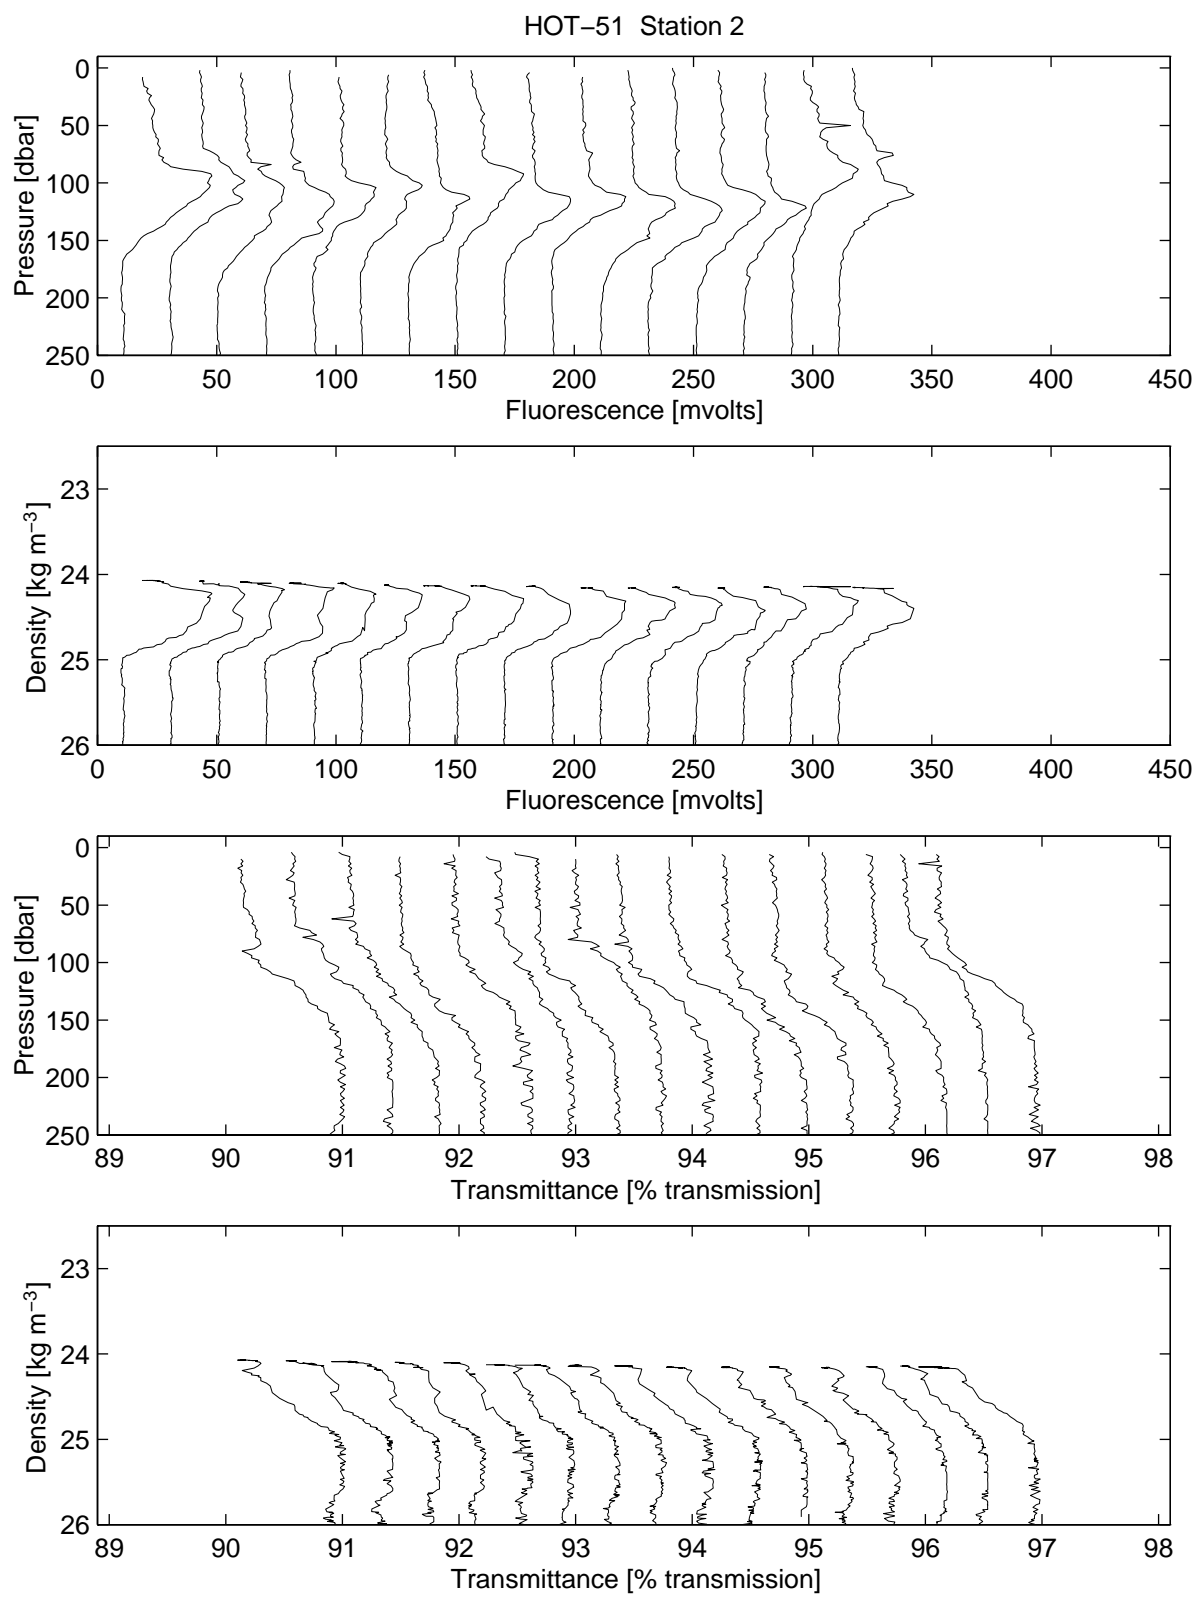 HOT−51 Station 2
0
50
100
150
200
250
Pressure [dbar]
0 50 100 150 200 250 300 350 400 450
Fluorescence [mvolts]
23
24
25
26
Density [kg m−3]
0 50 100 150 200 250 300 350 400 450
Fluorescence [mvolts]
0
50
100
150
200
250
Pressure [dbar]
89 90 91 92 93 94 95 96 97 98
Transmittance [% transmission]
23
24
25
26
Density [kg m−3]
89 90 91 92 93 94 95 96 97 98
Transmittance [% transmission]